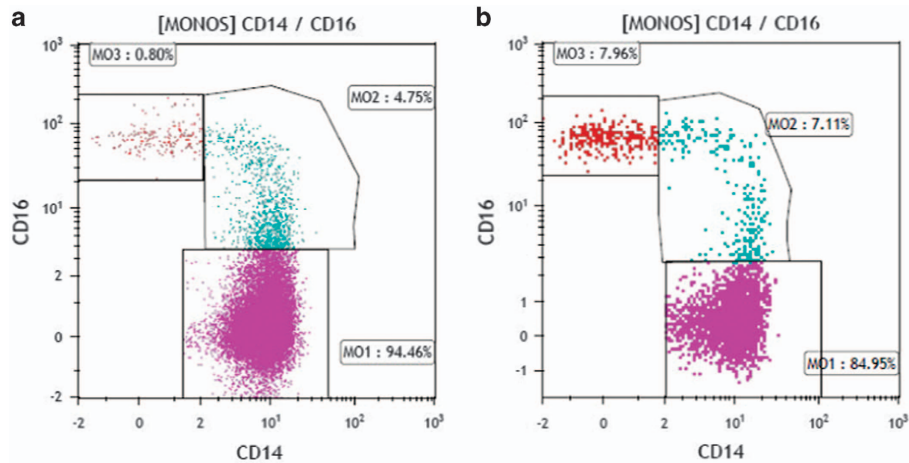 a
[MONOS] CD14 / CD16
MO3 : 0.80%
MO2 : 4.75%
MO1 : 94.46%
10³
10²
10¹
2
0
-2
CD16
-2 0 2 10¹ 10² 10³
CD14
b
[MONOS] CD14 / CD16
MO3 : 7.96%
MO2 : 7.11%
MO1 : 84.95%
10³
10²
10¹
1
0
-1
CD16
-2 0 2 10¹ 10² 10³
CD14